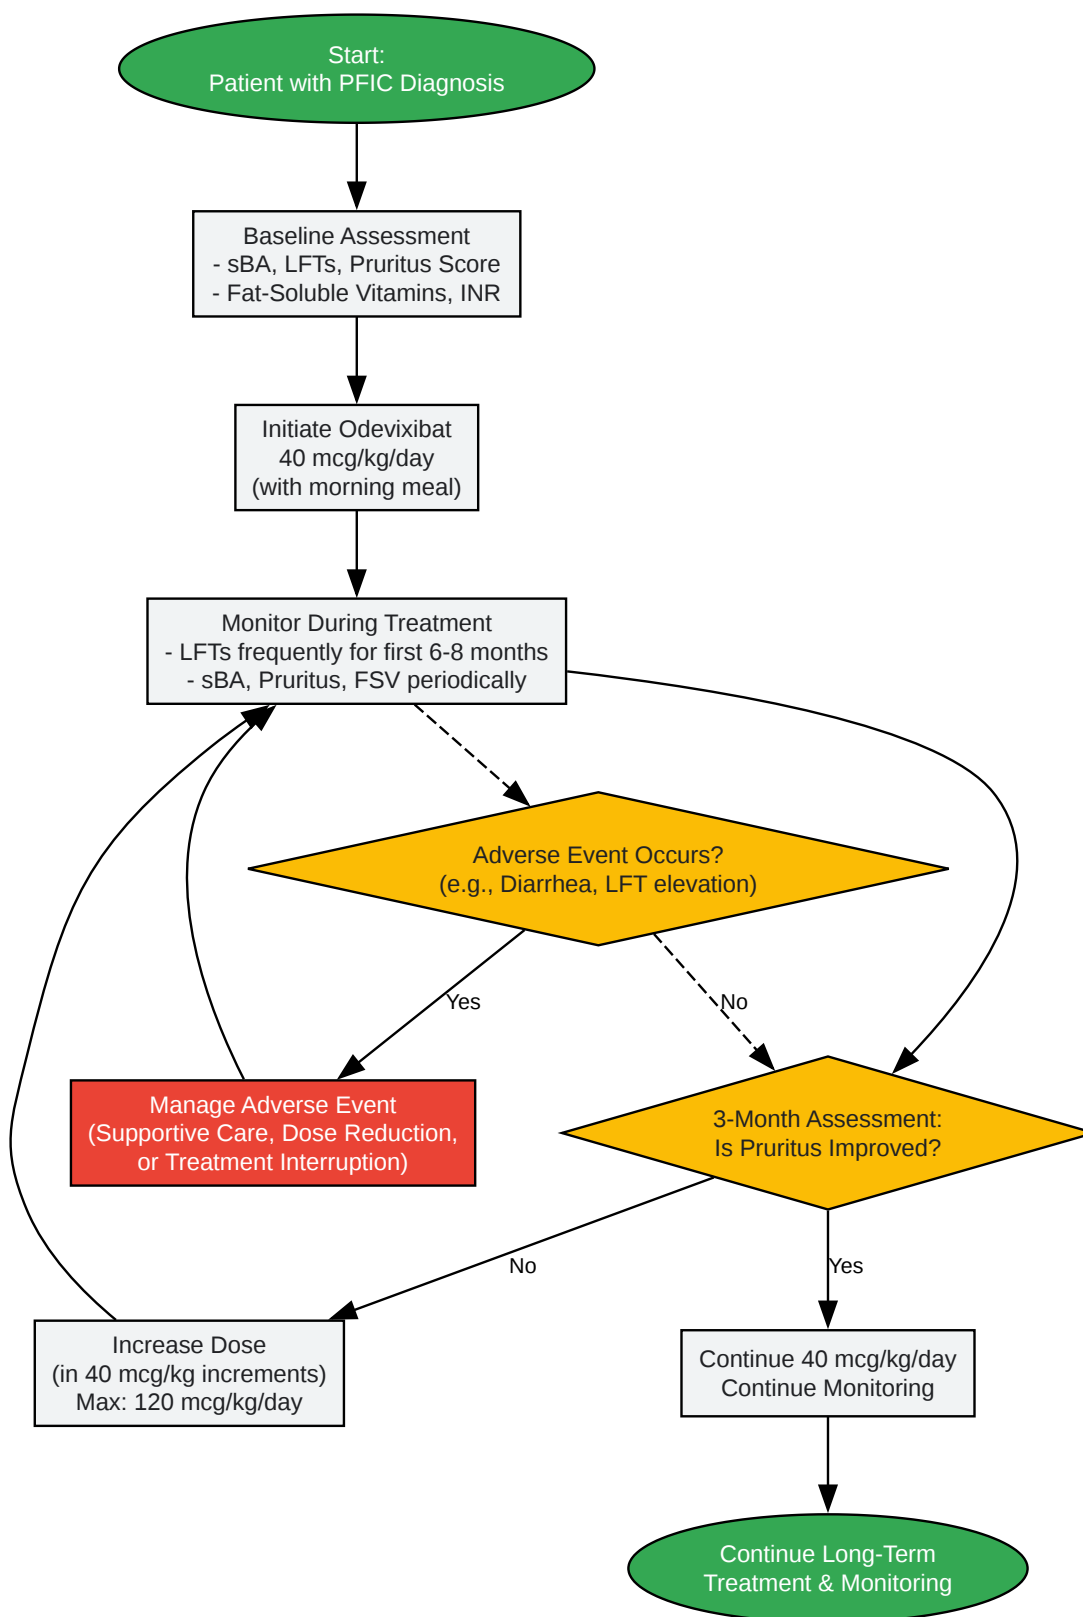 Start:
Patient with PFIC Diagnosis
Baseline Assessment
- sBA, LFTs, Pruritus Score
- Fat-Soluble Vitamins, INR
Initiate Odevixibat
40 mcg/kg/day
(with morning meal)
Monitor During Treatment
- LFTs frequently for first 6-8 months
- sBA, Pruritus, FSV periodically
Adverse Event Occurs?
(e.g., Diarrhea, LFT elevation)
Yes
No
Manage Adverse Event
(Supportive Care, Dose Reduction,
or Treatment Interruption)
3-Month Assessment:
Is Pruritus Improved?
No
Yes
Increase Dose
(in 40 mcg/kg increments)
Max: 120 mcg/kg/day
Continue 40 mcg/kg/day
Continue Monitoring
Continue Long-Term
Treatment & Monitoring